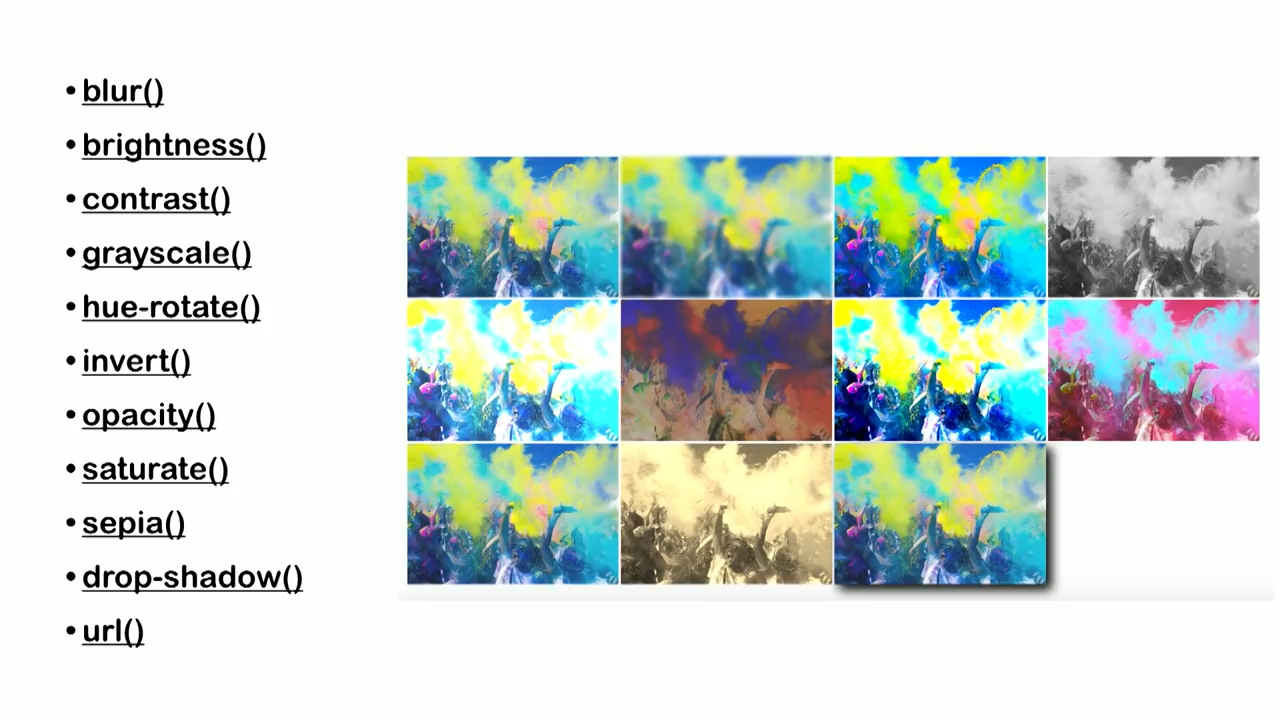 • blur()
• brightness()
• contrast()
• grayscale()
• hue-rotate()
• invert()
• opacity()
• saturate()
• sepia()
• drop-shadow()
• url()